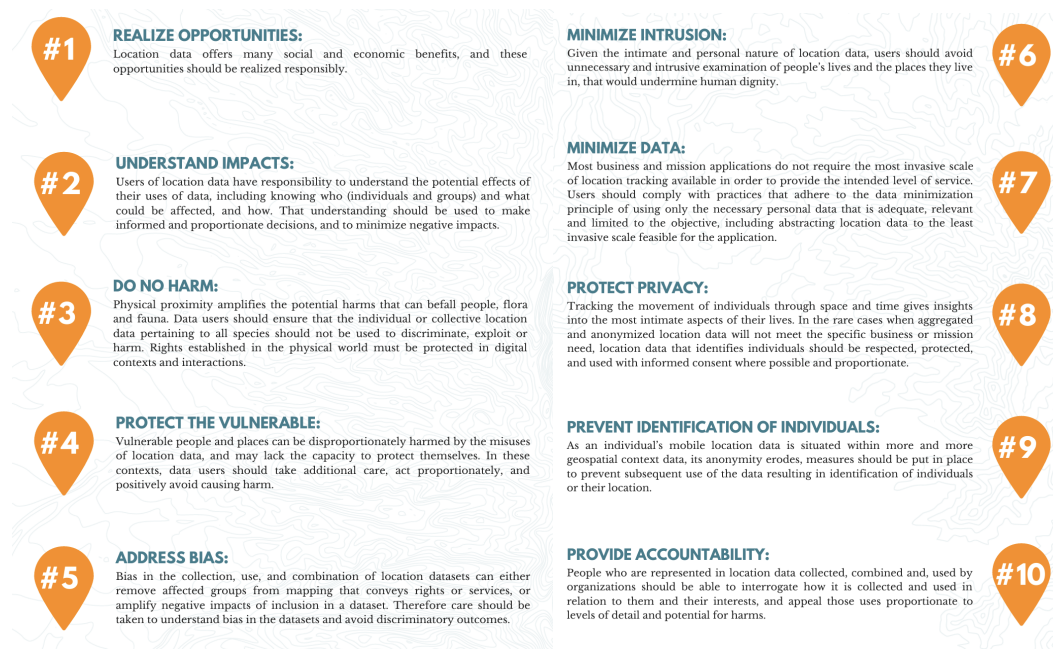 #1
REALIZE OPPORTUNITIES:
Location data offers many social and economic benefits, and these
opportunities should be realized responsibly.
#2
UNDERSTAND IMPACTS:
Users of location data have responsibility to understand the potential effects of
their uses of data, including knowing who (individuals and groups) and what
could be affected, and how. That understanding should be used to make
informed and proportionate decisions, and to minimize negative impacts.
#3
DO NO HARM:
Physical proximity amplifies the potential harms that can befall people, flora
and fauna. Data users should ensure that the individual or collective location
data pertaining to all species should not be used to discriminate, exploit or
harm. Rights established in the physical world must be protected in digital
contexts and interactions.
#4
PROTECT THE VULNERABLE:
Vulnerable people and places can be disproportionately harmed by the misuses
of location data, and may lack the capacity to protect themselves. In these
contexts, data users should take additional care, act proportionately, and
positively avoid causing harm.
#5
ADDRESS BIAS:
Bias in the collection, use, and combination of location datasets can either
remove affected groups from mapping that conveys rights or services, or
amplify negative impacts of inclusion in a dataset. Therefore care should be
taken to understand bias in the datasets and avoid discriminatory outcomes.
MINIMIZE INTRUSION:
Given the intimate and personal nature of location data, users should avoid
unnecessary and intrusive examination of people's lives and the places they live
in, that would undermine human dignity.
#6
MINIMIZE DATA:
Most business and mission applications do not require the most invasive scale
of location tracking available in order to provide the intended level of service.
Users should comply with practices that adhere to the data minimization
principle of using only the necessary personal data that is adequate, relevant
and limited to the objective, including abstracting location data to the least
invasive scale feasible for the application.
#7
PROTECT PRIVACY:
Tracking the movement of individuals through space and time gives insights
into the most intimate aspects of their lives. In the rare cases when aggregated
and anonymized location data will not meet the specific business or mission
need, location data that identifies individuals should be respected, protected,
and used with informed consent where possible and proportionate.
#8
PREVENT IDENTIFICATION OF INDIVIDUALS:
As an individual's mobile location data is situated within more and more
geospatial context data, its anonymity erodes, measures should be put in place
to prevent subsequent use of the data resulting in identification of individuals
or their location.
#9
PROVIDE ACCOUNTABILITY:
People who are represented in location data collected, combined and, used by
organizations should be able to interrogate how it is collected and used in
relation to them and their interests, and appeal those uses proportionate to
levels of detail and potential for harms.
#10